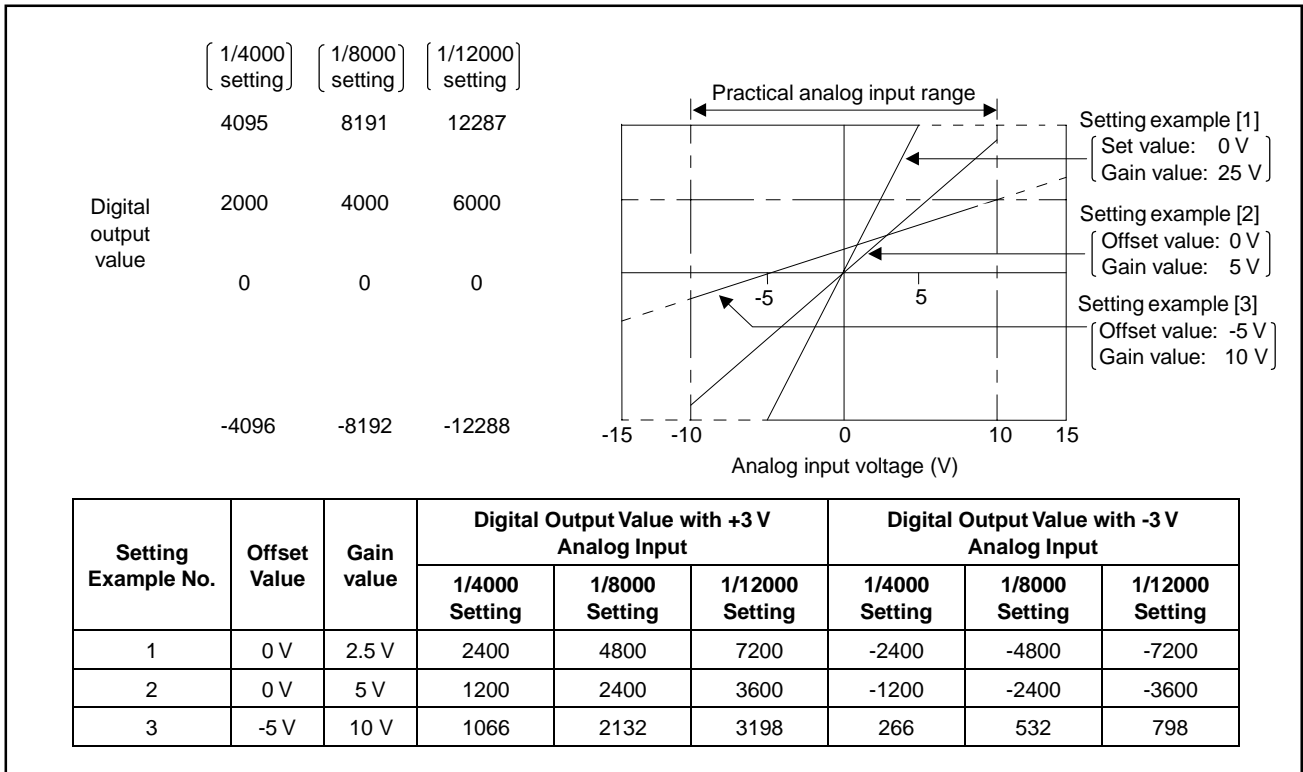 1/4000 setting 1/8000 setting 1/12000 setting
4095 8191 12287
Digital output value
2000 4000 6000
0 0 0
-4096 -8192 -12288
Practical analog input range
Setting example [1]
Set value: 0 V
Gain value: 25 V
Setting example [2]
Offset value: 0 V
Gain value: 5 V
Setting example [3]
Offset value: -5 V
Gain value: 10 V
-5 5
-15 -10 0 10 15
Analog input voltage (V)
Setting Example No. Offset Value Gain value Digital Output Value with +3 V Analog Input Digital Output Value with -3 V Analog Input
1/4000 Setting 1/8000 Setting 1/12000 Setting 1/4000 Setting 1/8000 Setting 1/12000 Setting
1 0 V 2.5 V 2400 4800 7200 -2400 -4800 -7200
2 0 V 5 V 1200 2400 3600 -1200 -2400 -3600
3 -5 V 10 V 1066 2132 3198 266 532 798